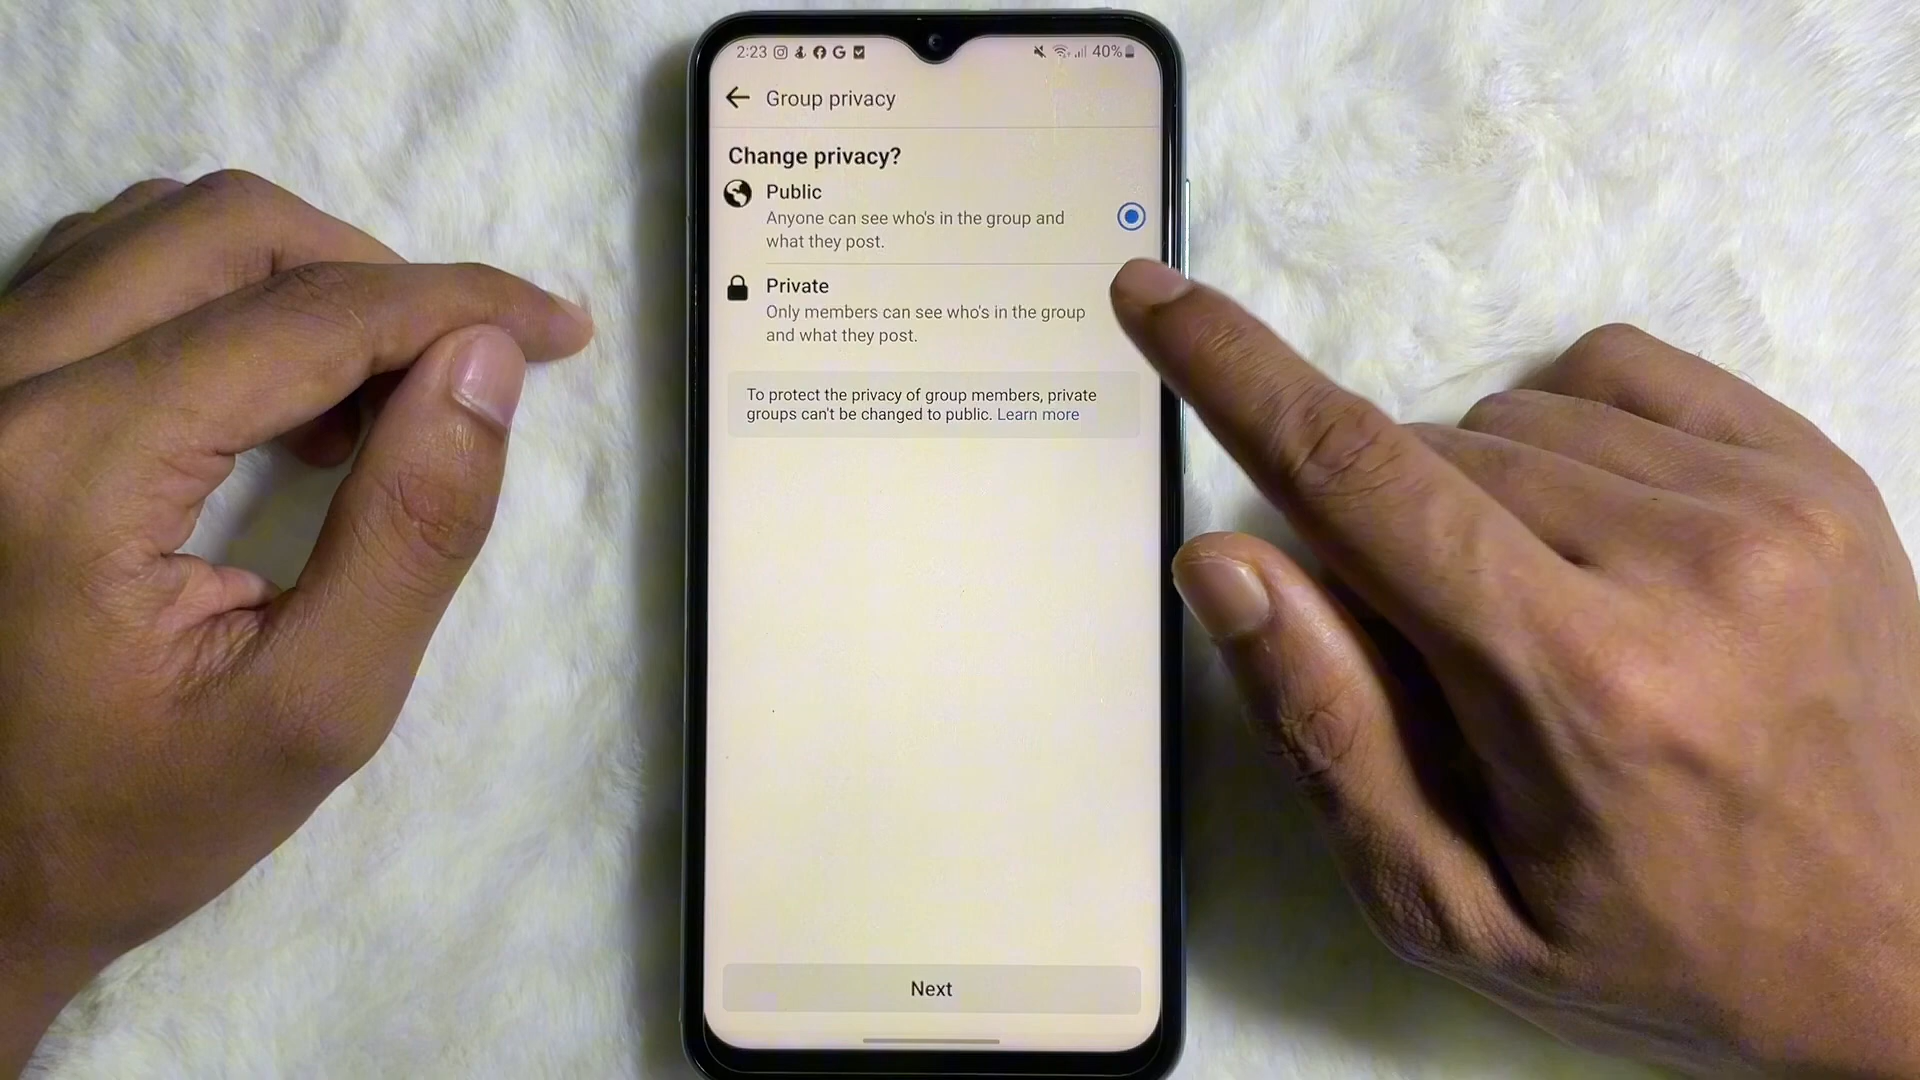 2:23 40%
Group privacy
Change privacy?
Public
Anyone can see who's in the group and
what they post.
Private
Only members can see who's in the group
and what they post.
To protect the privacy of group members, private
groups can't be changed to public. Learn more
Next